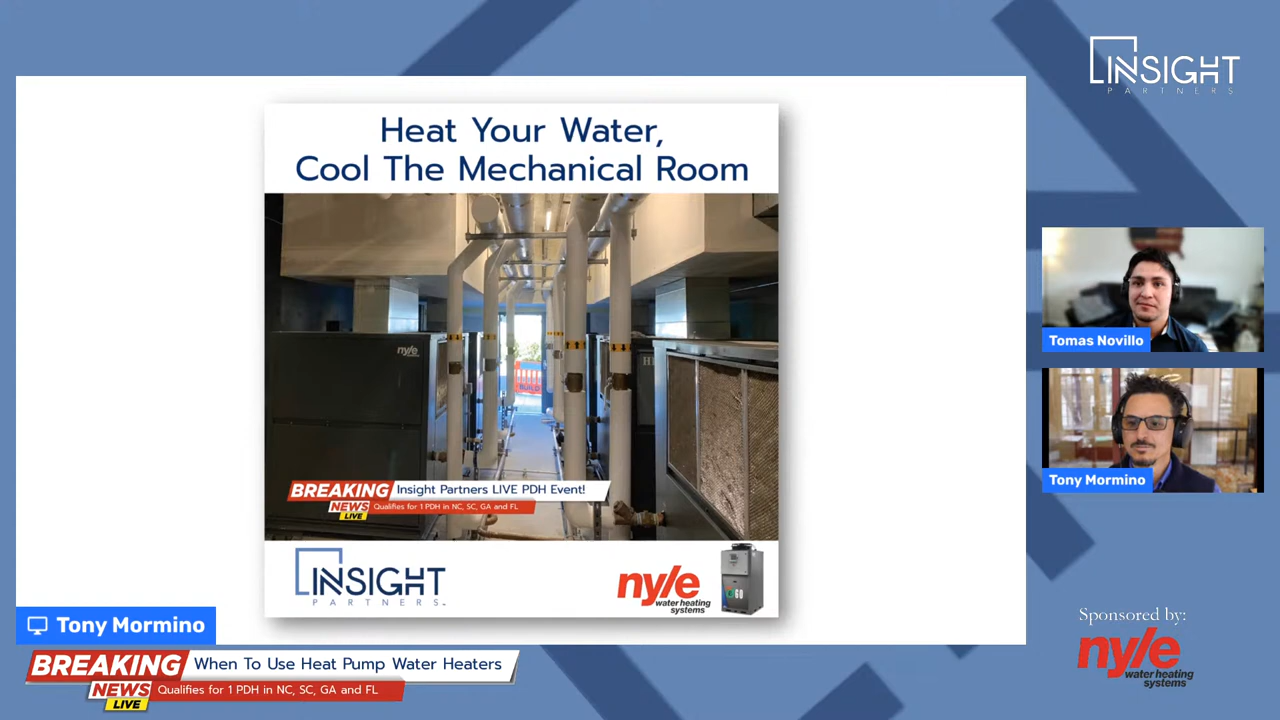 INSIGHT
PARTNERS
Heat Your Water,
Cool The Mechanical Room
nyle
systems
BREAKING
NEWS
LIVE
Insight Partners LIVE PDH Event!
Qualifies for 1 PDH in NC, SC, GA and FL
INSIGHT
PARTNERS
nyle
water heating
systems
60
Tomas Novillo
Tony Mormino
Tony Mormino
Sponsored by:
nyle
water heating
systems
BREAKING
NEWS
LIVE
When To Use Heat Pump Water Heaters
Qualifies for 1 PDH in NC, SC, GA and FL